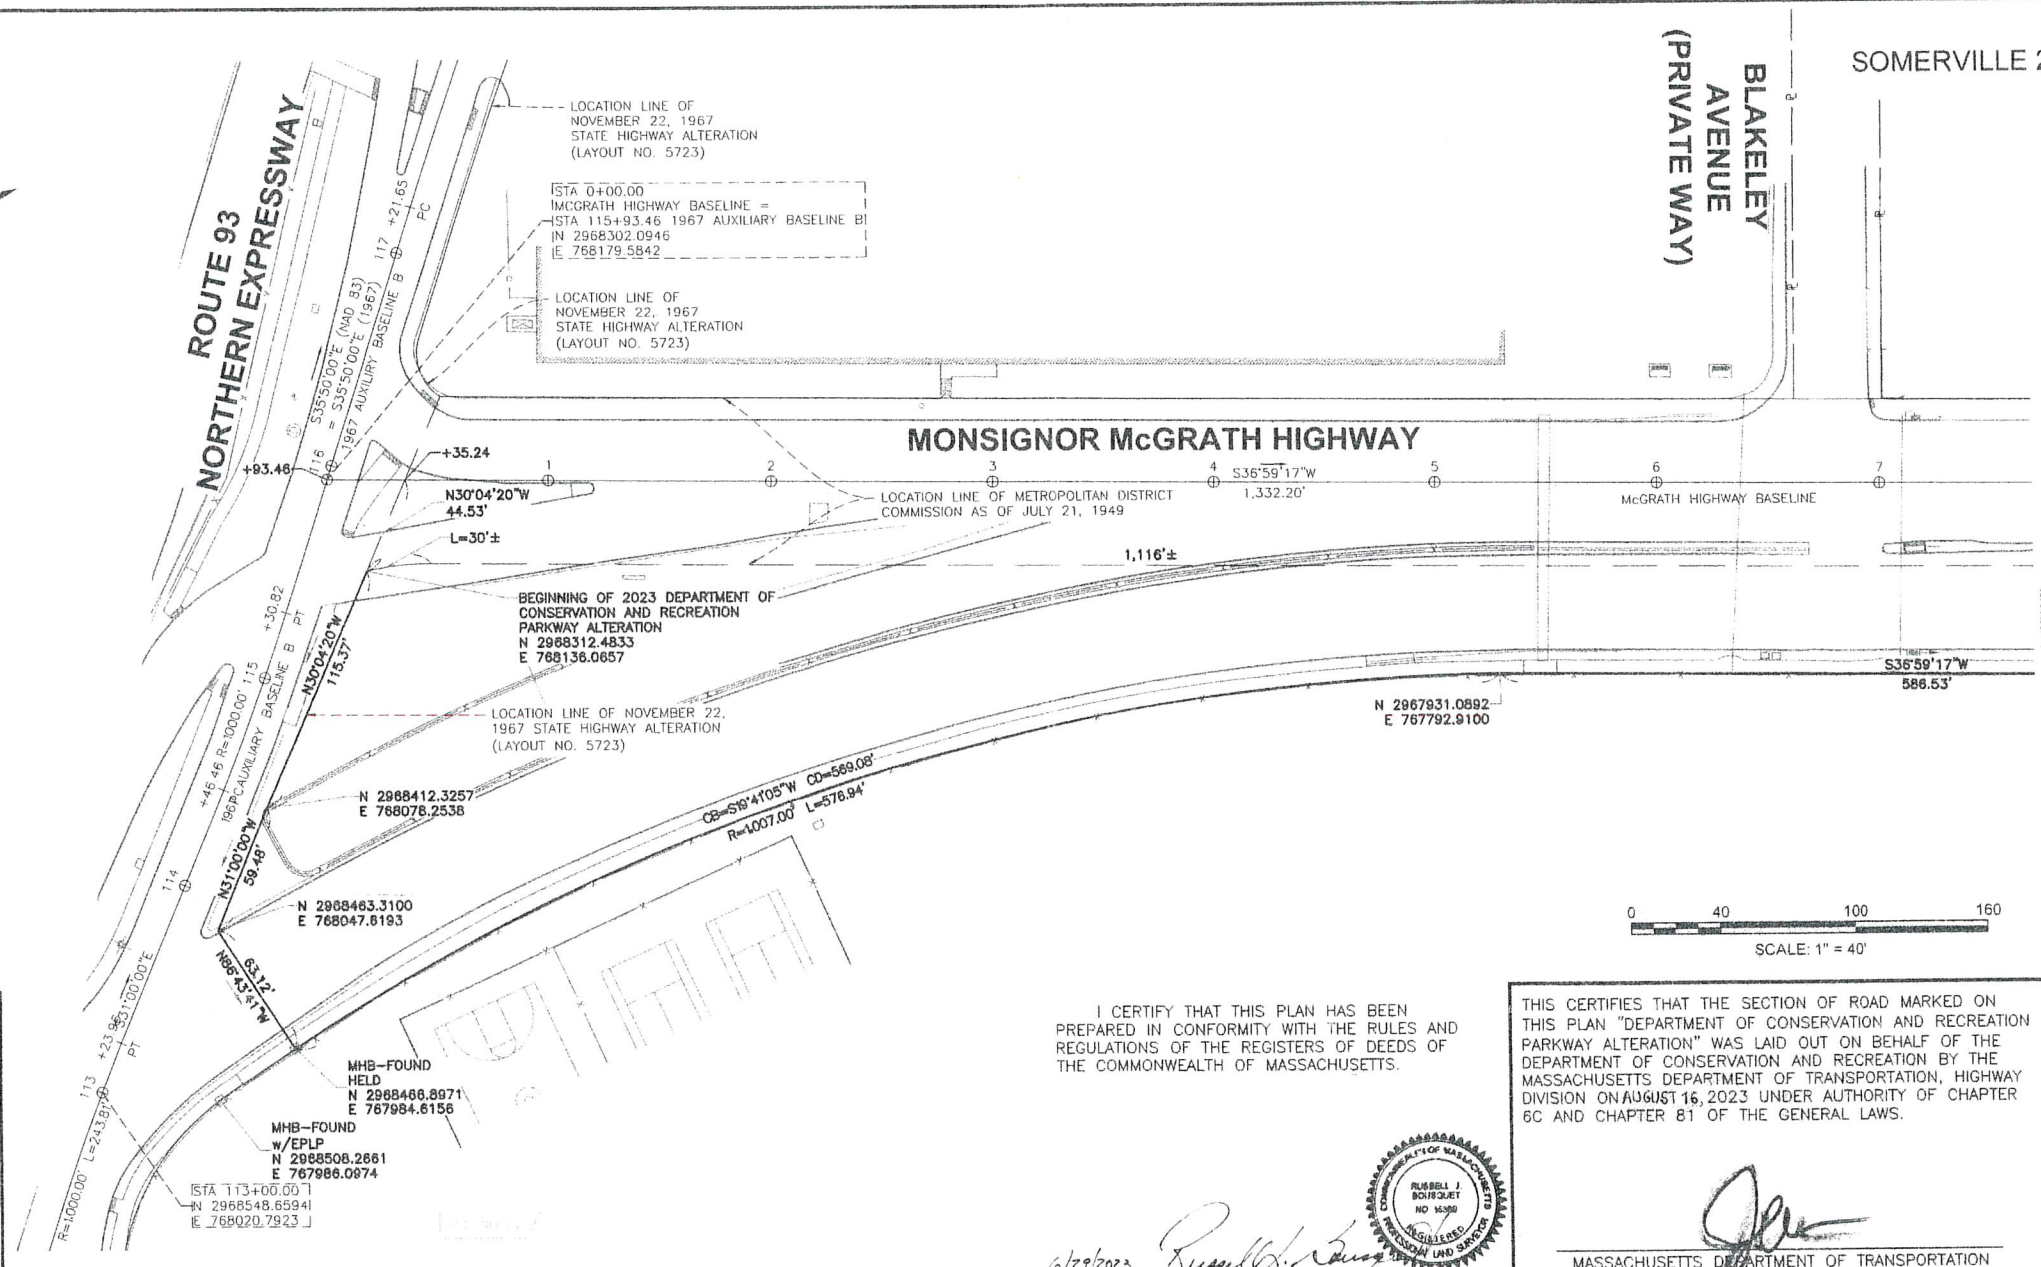 SOMERVILLE
BLAKELEY
AVENUE
(PRIVATE WAY)
ROUTE 93
NORTHERN EXPRESSWAY
LOCATION LINE OF
NOVEMBER 22, 1967
STATE HIGHWAY ALTERATION
(LAYOUT NO. 5723)
STA 0+00.00
MCGRATH HIGHWAY BASELINE =
STA 115+93.46 1967 AUXILIARY BASELINE B
N 2968302.0946
E 768179.5842
LOCATION LINE OF
NOVEMBER 22, 1967
STATE HIGHWAY ALTERATION
(LAYOUT NO. 5723)
+21.65
PC
117
S35°50'00"E (NAD 83)
= S35°50'00"E (1967)
1967 AUXILIARY BASELINE B
116
+93.46
+35.24
MONSIGNOR McGRATH HIGHWAY
1
2
3
4
5
6
7
S36°59'17"W
1,332.20'
McGRATH HIGHWAY BASELINE
N30°04'20"W
44.53'
L=30'±
LOCATION LINE OF METROPOLITAN DISTRICT
COMMISSION AS OF JULY 21, 1949
1,116'±
BEGINNING OF 2023 DEPARTMENT OF
CONSERVATION AND RECREATION
PARKWAY ALTERATION
N 2968312.4833
E 768136.0657
+30.82
PT
115
N30°04'20"W
115.37'
LOCATION LINE OF NOVEMBER 22,
1967 STATE HIGHWAY ALTERATION
(LAYOUT NO. 5723)
S36°59'17"W
586.53'
N 2967931.0892
E 767792.9100
+46.46 R=1000.00'
PC
AUXILIARY BASELINE B
N 2968412.3257
E 768078.2538
CB=S19°41'05"W CD=569.08'
R=1,007.00' L=576.94'
N31°00'00"W
59.48'
114
N 2968463.3100
E 768047.6193
63.12'
N86°43'41"W
0 40 100 160
SCALE: 1" = 40'
S31°00'00"E
PT
113
MHB-FOUND
HELD
N 2968466.8971
E 767984.6156
MHB-FOUND
w/EPLP
N 2968508.2661
E 767986.0974
STA 113+00.00
N 2968548.6594
E 768020.7923
R=1,000.00' L=243.81'
I CERTIFY THAT THIS PLAN HAS BEEN
PREPARED IN CONFORMITY WITH THE RULES AND
REGULATIONS OF THE REGISTERS OF DEEDS OF
THE COMMONWEALTH OF MASSACHUSETTS.
THIS CERTIFIES THAT THE SECTION OF ROAD MARKED ON
THIS PLAN "DEPARTMENT OF CONSERVATION AND RECREATION
PARKWAY ALTERATION" WAS LAID OUT ON BEHALF OF THE
DEPARTMENT OF CONSERVATION AND RECREATION BY THE
MASSACHUSETTS DEPARTMENT OF TRANSPORTATION, HIGHWAY
DIVISION ON AUGUST 16, 2023 UNDER AUTHORITY OF CHAPTER
6C AND CHAPTER 81 OF THE GENERAL LAWS.
COMMONWEALTH OF MASSACHUSETTS
RUSSELL J.
BOUSQUET
NO
REGISTERED
PROFESSIONAL LAND SURVEYOR
6/29/2023
MASSACHUSETTS DEPARTMENT OF TRANSPORTATION